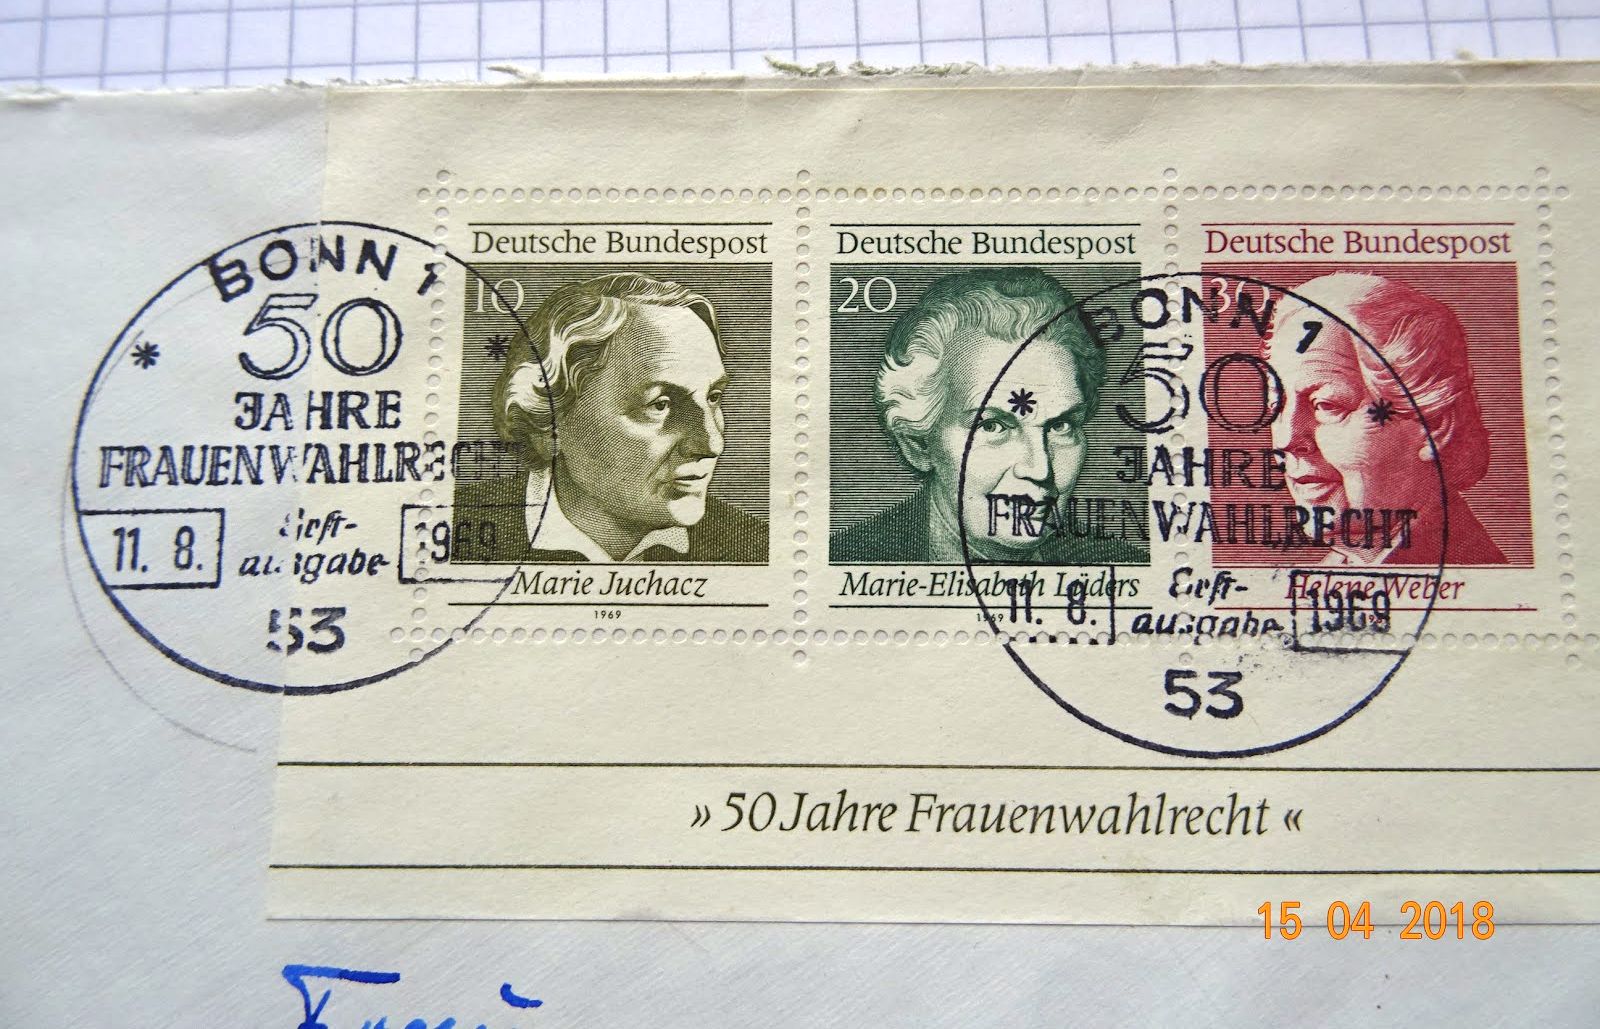 Deutsche Bundespost
10
Marie Juchacz
1969
Deutsche Bundespost
20
Marie-Elisabeth Lüders
1969
Deutsche Bundespost
30
Helene Weber
BONN 1
50
JAHRE
FRAUENWAHLRECHT
11. 8. Erst- 1969
ausgabe
53
BONN 1
50
JAHRE
FRAUENWAHLRECHT
11. 8. Erst- 1969
ausgabe
53
» 50 Jahre Frauenwahlrecht «
15 04 2018